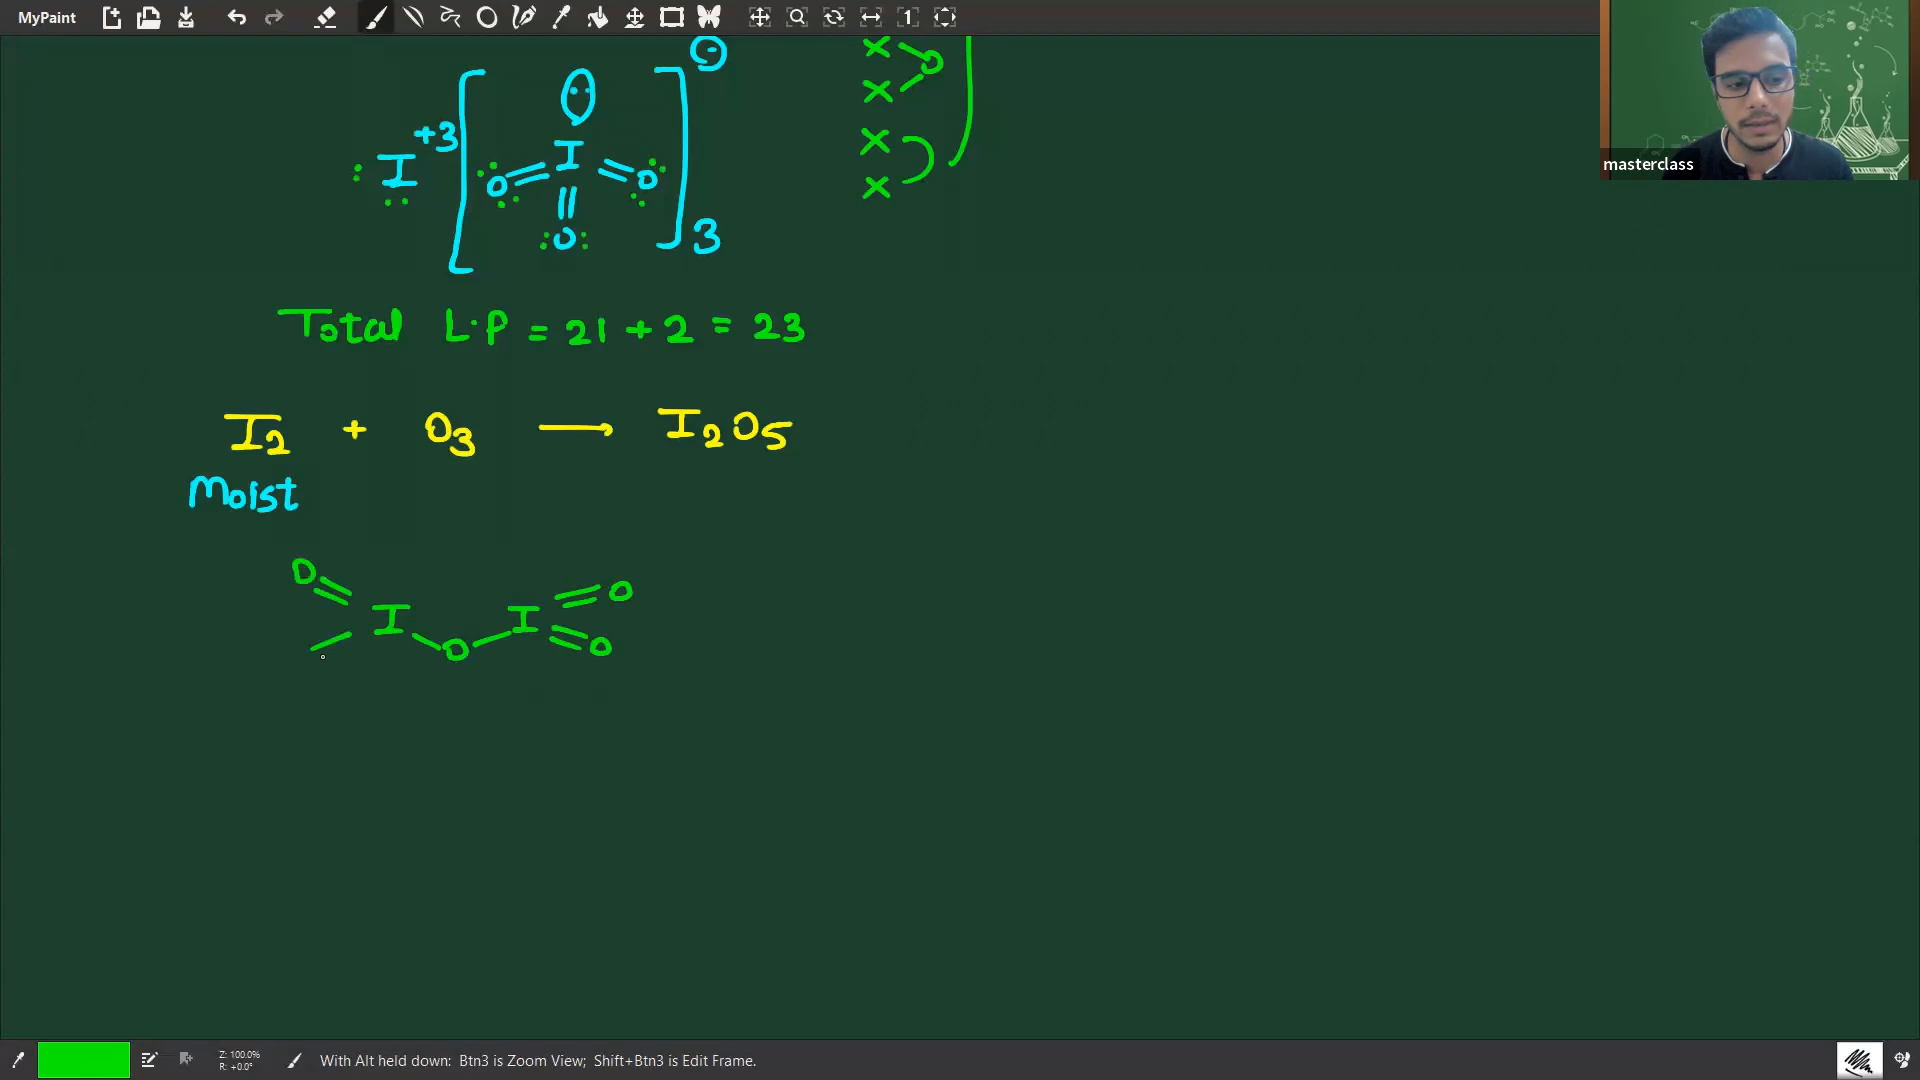 MyPaint
masterclass
⊖
:I+3 [ I O O O ] 3
X
X O
X
X
Total L.P = 21 + 2 = 23
I2 + O3 → I2O5
Moist
O I O I O O
Z: 100.0%
R: +0.0°
With Alt held down: Btn3 is Zoom View; Shift+Btn3 is Edit Frame.